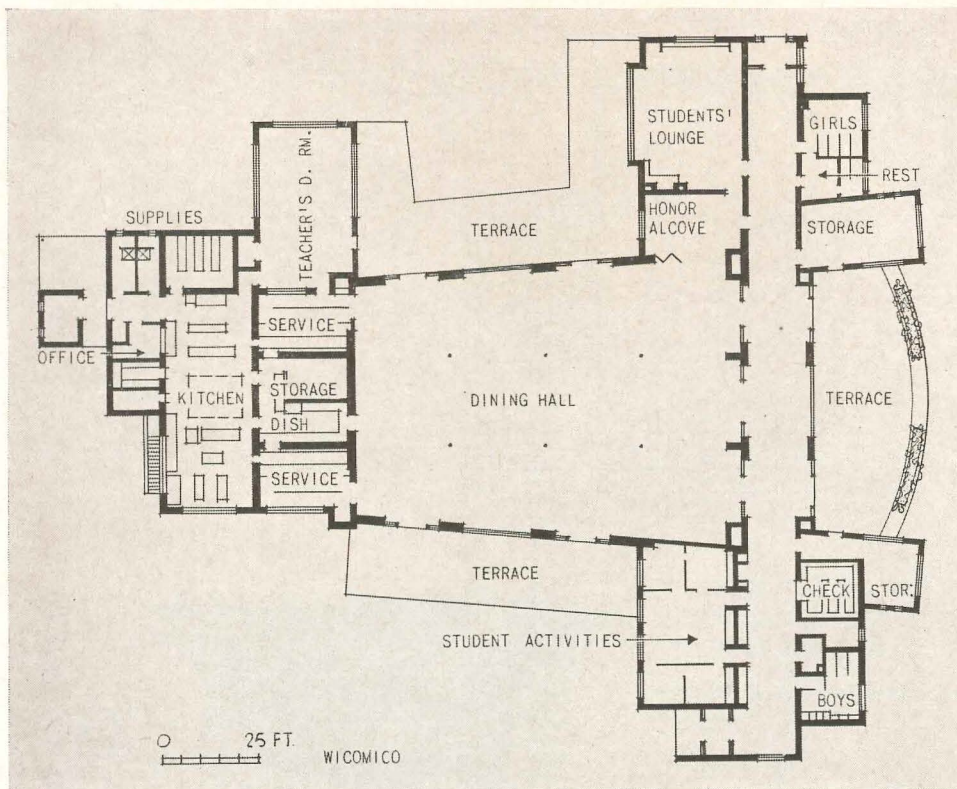 STUDENTS'
LOUNGE
GIRLS
REST
TEACHER'S D. RM.
SUPPLIES
TERRACE
HONOR
ALCOVE
STORAGE
SERVICE
OFFICE
STORAGE
KITCHEN
DINING HALL
TERRACE
DISH
SERVICE
TERRACE
CHECK
STOR.
STUDENT ACTIVITIES
BOYS
0 25 FT.
WICOMICO